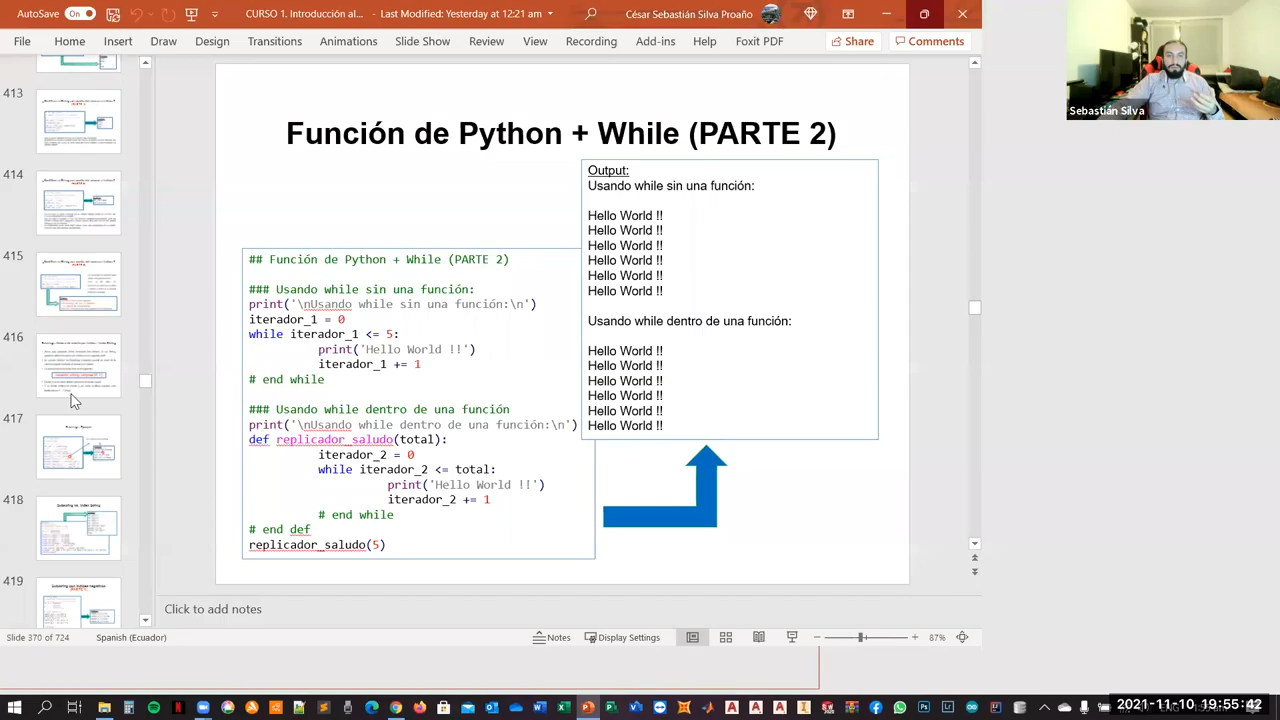 AutoSave
On
CURSO 1. Introducci...
Modified: Yesterday at 12:21 am
César Sebastián Silva Proaño
File Home Insert Draw Design Transitions Animations Slide Show Review View Recording Add-ins Help Foxit PDF
Share
Comments
Sebastián Silva
413
414
415
416
417
418
419
Función de Python + While (PARTE 2)
Output:
Usando while sin una función:
Hello World !!
Hello World !!
Hello World !!
Hello World !!
Hello World !!
Hello World !!
Usando while dentro de una función:
Hello World !!
Hello World !!
Hello World !!
Hello World !!
Hello World !!
Hello World !!
## Función de Python + While (PARTE 2)
### Usando while sin una función:
print('\nUsando while sin una función:\n')
iterador_1 = 0
while iterador_1 <= 5:
print('Hello World !!')
iterador_1 += 1
# end while
### Usando while dentro de una función
print('\nUsando while dentro de una función:\n')
def replicador_saludo(total):
iterador_2 = 0
while iterador_2 <= total:
print('Hello World !!')
iterador_2 += 1
# end while
# end def
replicador_saludo(5)
Click to add notes
Slide 370 of 724
Spanish (Ecuador)
Notes
Display Settings
87%
2021-11-10 19:55:42